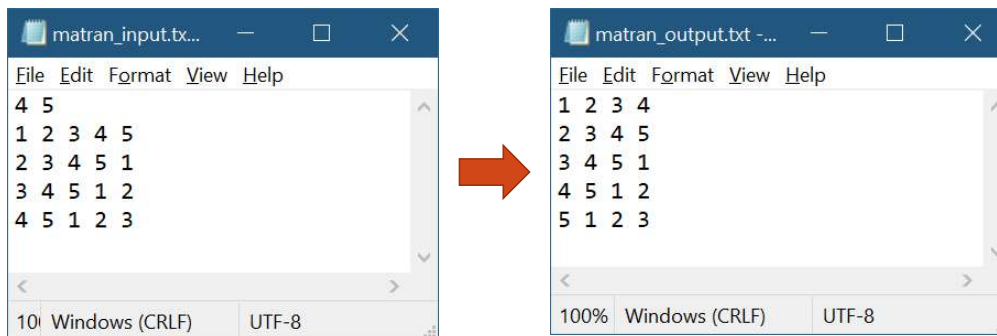 matran_input.tx...
File Edit Format View Help
4 5
1 2 3 4 5
2 3 4 5 1
3 4 5 1 2
4 5 1 2 3
10 Windows (CRLF) UTF-8
matran_output.txt -...
File Edit Format View Help
1 2 3 4
2 3 4 5
3 4 5 1
4 5 1 2
5 1 2 3
100% Windows (CRLF) UTF-8